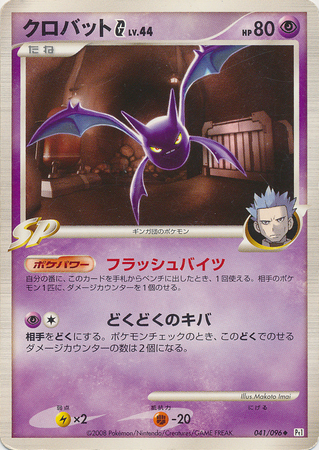 クロバットG LV.44 HP80
たね
ギンガ団のポケモン
SP
ポケパワー フラッシュバイツ
自分の番に、このカードを手札からベンチに出したとき、1回使える。相手のポケ
モン1匹に、ダメージカウンターを1個のせる。
どくどくのキバ
相手をどくにする。ポケモンチェックのとき、このどくでのせる
ダメージカウンターの数は2個になる。
Illus. Makoto Imai
弱点 ×2 抵抗力 -20 にげる
©2008 Pokémon/Nintendo/Creatures/GAME FREAK. 041/096 Pt1